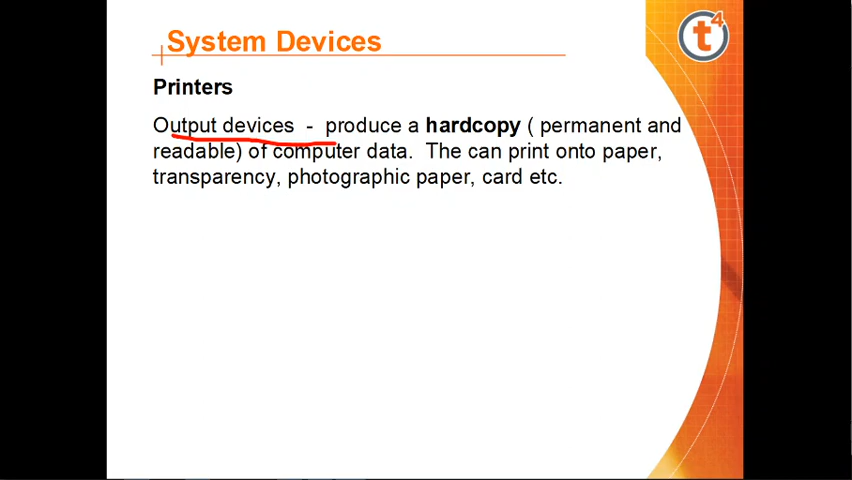 t4
System Devices
Printers
Output devices - produce a hardcopy ( permanent and
readable) of computer data. The can print onto paper,
transparency, photographic paper, card etc.